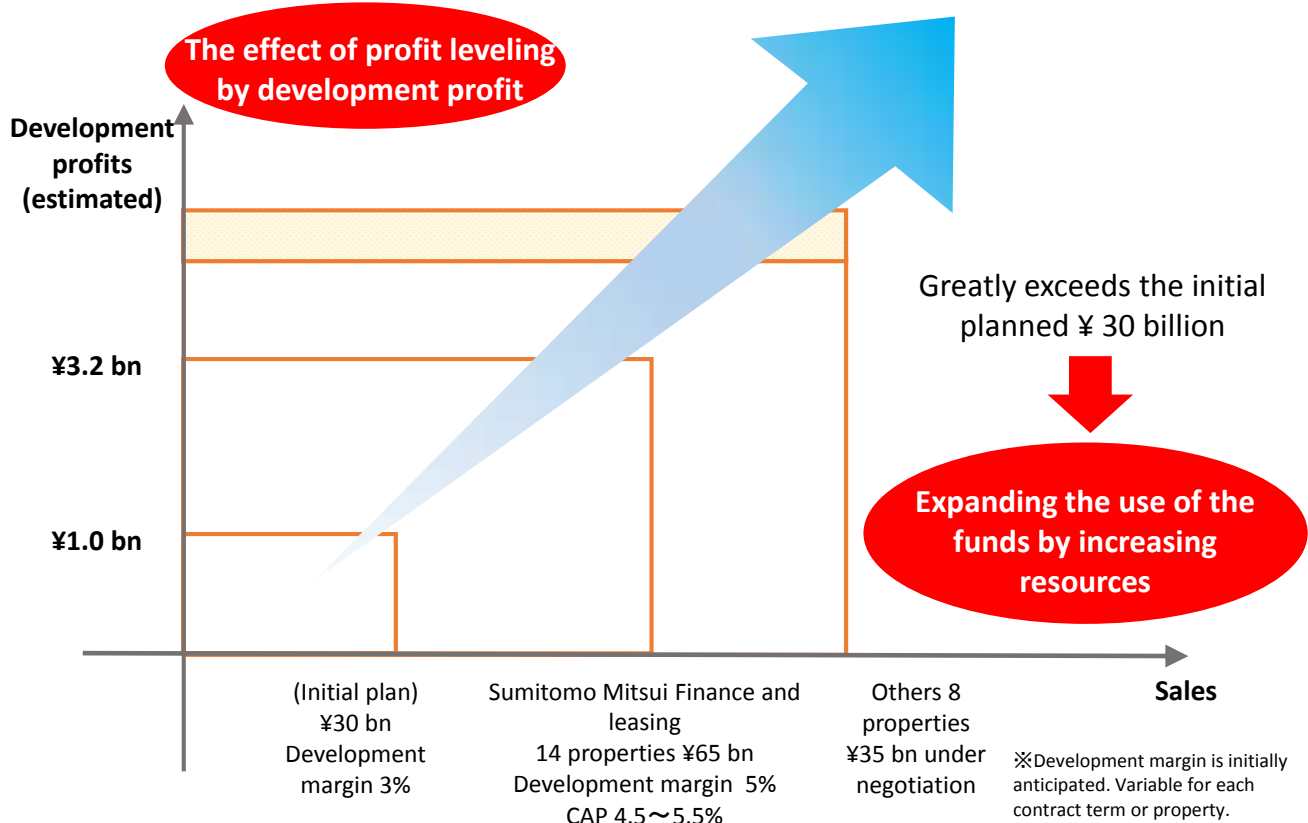 The effect of profit leveling
by development profit
Development
profits
(estimated)
¥3.2 bn
¥1.0 bn
Greatly exceeds the initial
planned ¥ 30 billion
Expanding the use of the
funds by increasing
resources
Sales
(Initial plan)
¥30 bn
Development
margin 3%
Sumitomo Mitsui Finance and
leasing
14 properties ¥65 bn
Development margin 5%
CAP 4.5～5.5%
Others 8
properties
¥35 bn under
negotiation
※Development margin is initially
anticipated. Variable for each
contract term or property.